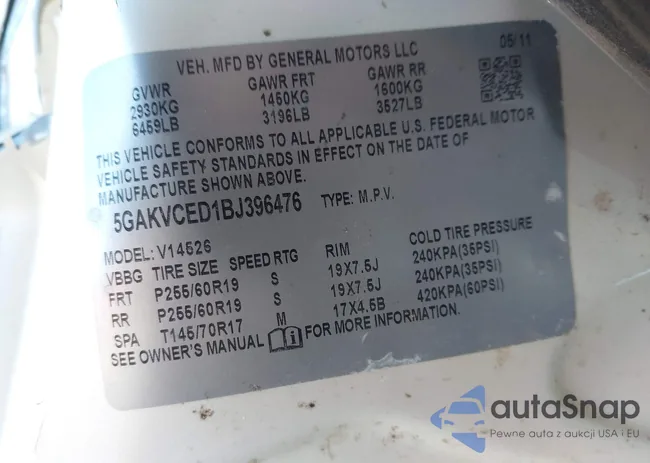 VEH. MFD BY GENERAL MOTORS LLC 05/11
GVWR GAWR FRT GAWR RR
2930KG 1450KG 1600KG
6459LB 3196LB 3527LB
THIS VEHICLE CONFORMS TO ALL APPLICABLE U.S. FEDERAL MOTOR
VEHICLE SAFETY STANDARDS IN EFFECT ON THE DATE OF
MANUFACTURE SHOWN ABOVE.
5GAKVCED1BJ396476 TYPE: M.P.V.
MODEL: V14526
VBBG TIRE SIZE SPEED RTG RIM COLD TIRE PRESSURE
FRT P255/60R19 S 19X7.5J 240KPA(35PSI)
RR P255/60R19 S 19X7.5J 240KPA(35PSI)
SPA T145/70R17 M 17X4.5B 420KPA(60PSI)
SEE OWNER'S MANUAL FOR MORE INFORMATION.
autaSnap
Pewne auta z aukcji USA i EU